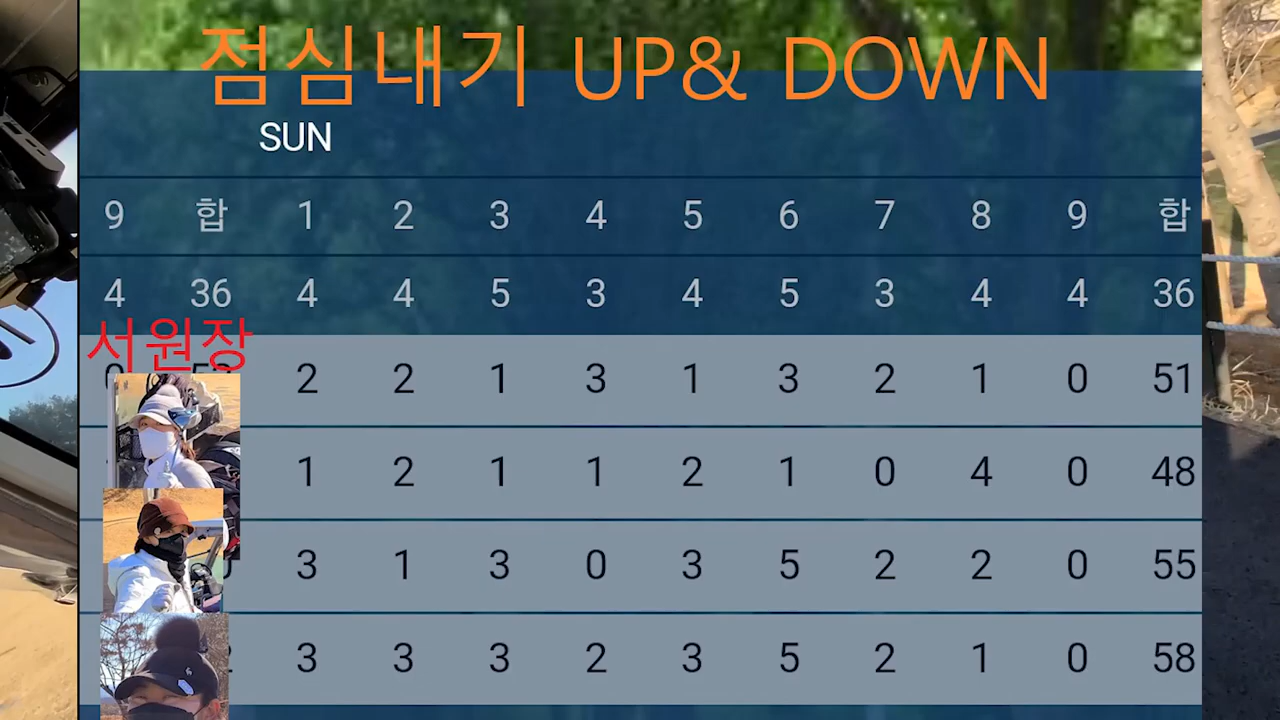 점심내기 UP& DOWN
SUN
9 합 1 2 3 4 5 6 7 8 9 합
4 36 4 4 5 3 4 5 3 4 4 36
서원장
2 2 1 3 1 3 2 1 0 51
1 2 1 1 2 1 0 4 0 48
3 1 3 0 3 5 2 2 0 55
3 3 3 2 3 5 2 1 0 58